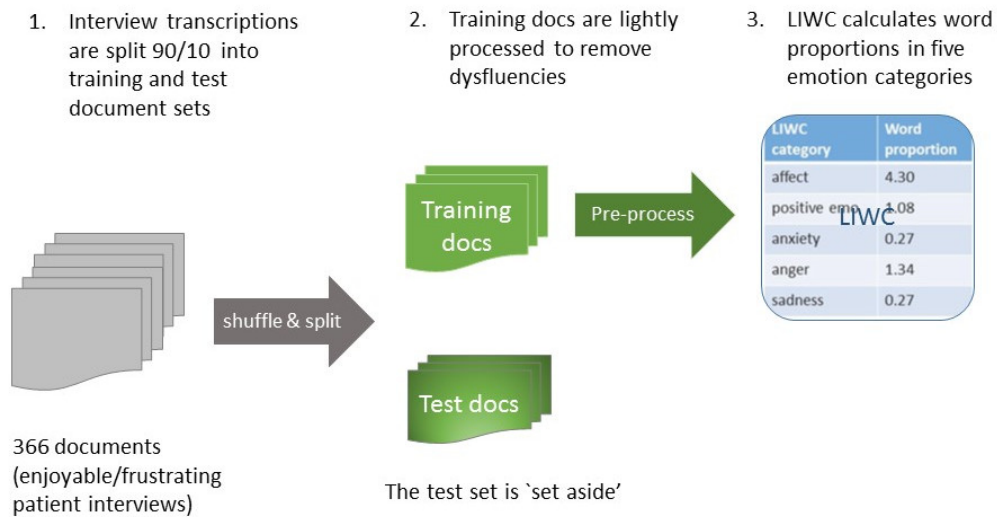 1. Interview transcriptions
are split 90/10 into
training and test
document sets
2. Training docs are lightly
processed to remove
dysfluencies
3. LIWC calculates word
proportions in five
emotion categories
LIWC category Word proportion
affect 4.30
positive emo 1.08
LIWC
anxiety 0.27
anger 1.34
sadness 0.27
Training
docs
Pre-process
shuffle & split
Test docs
366 documents
(enjoyable/frustrating
patient interviews)
The test set is `set aside’